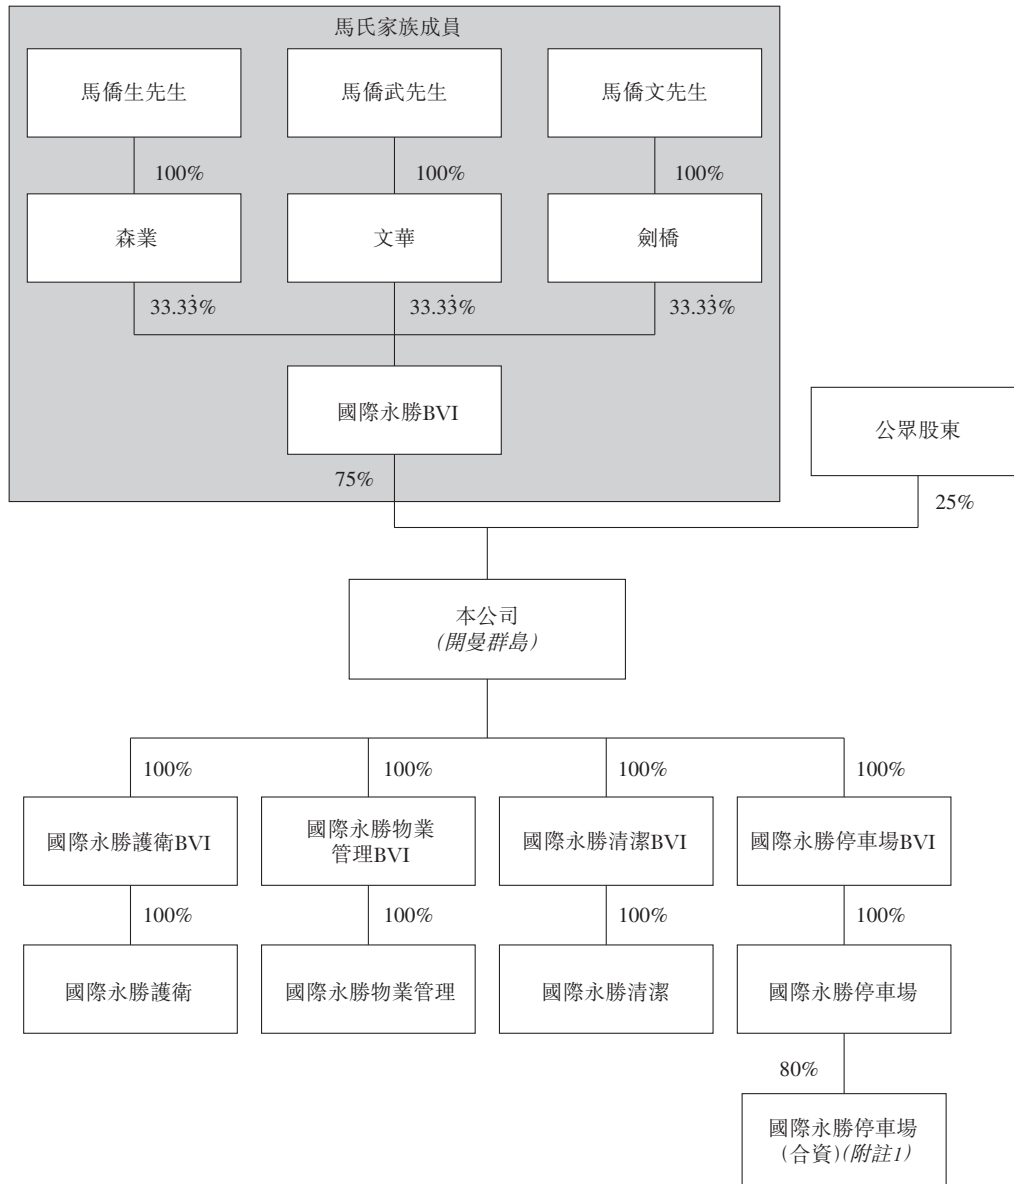 馬氏家族成員
馬僑生先生
馬僑武先生
馬僑文先生
100%
100%
100%
森業
文華
劍橋
33.33̇%
33.33̇%
33.33̇%
國際永勝BVI
公眾股東
75%
25%
本公司
(開曼群島)
100%
100%
100%
100%
國際永勝護衛BVI
國際永勝物業
管理BVI
國際永勝清潔BVI
國際永勝停車場BVI
100%
100%
100%
100%
國際永勝護衛
國際永勝物業管理
國際永勝清潔
國際永勝停車場
80%
國際永勝停車場
(合資)(附註1)